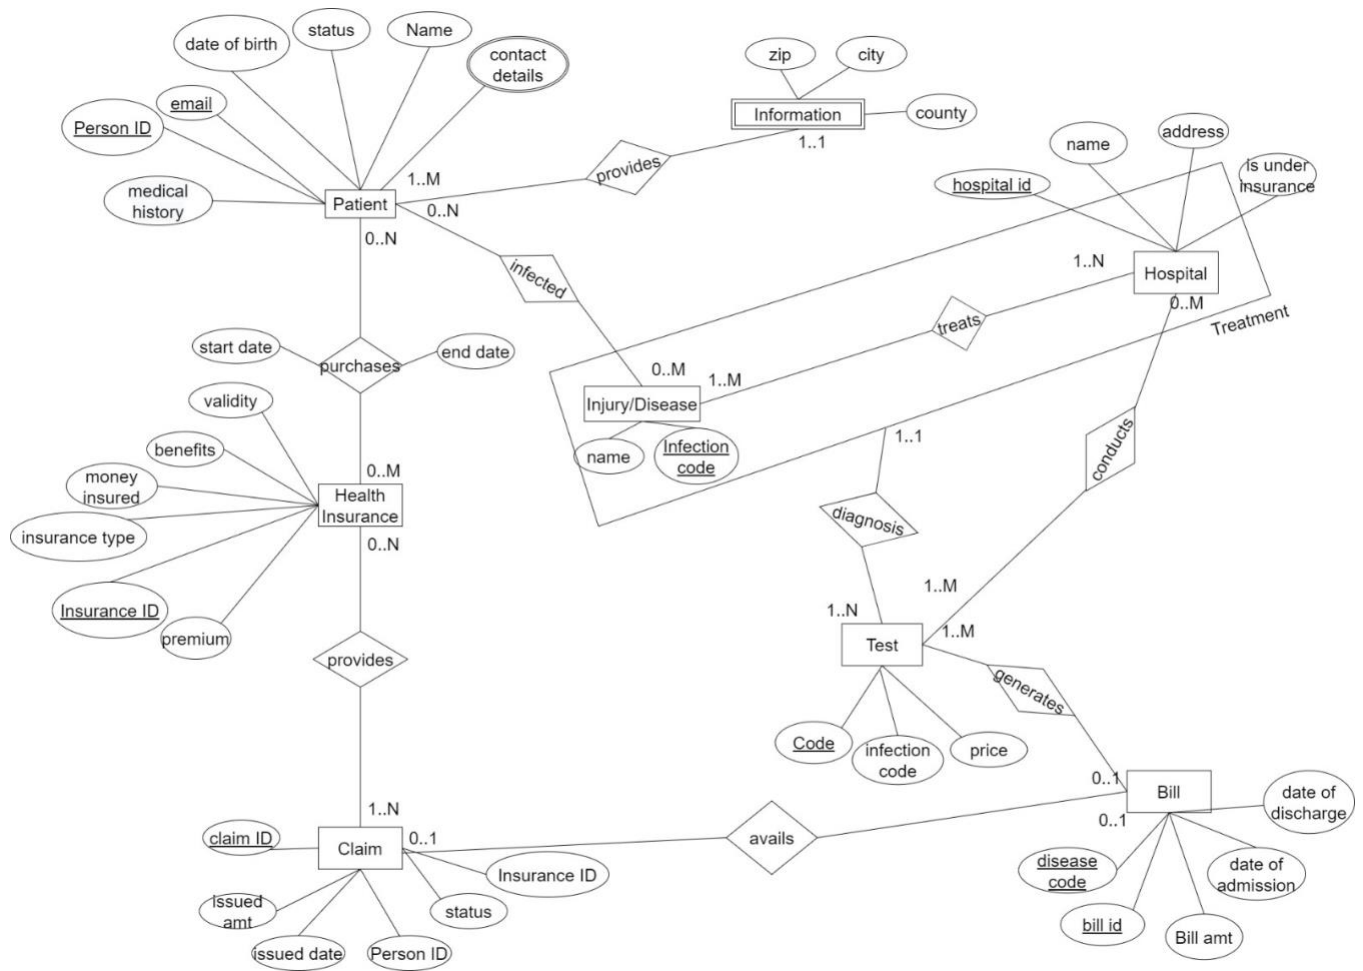 status
Name
date of birth
contact
details
zip
city
email
Person ID
Information
county
1..1
name
address
provides
is under
insurance
medical
history
1..M
hospital id
Patient
0..N
0..N
infected
1..N
Hospital
0..M
Treatment
start date
end date
purchases
treats
0..M
1..M
validity
Injury/Disease
1..1
name
Infection
code
conducts
benefits
0..M
money
insured
Health
Insurance
insurance type
0..N
diagnosis
1..M
1..N
1..M
Insurance ID
premium
Test
provides
generates
Code
infection
code
price
0..1
Bill
date of
discharge
1..N
0..1
0..1
claim ID
Claim
avails
Insurance ID
disease
code
date of
admission
issued
amt
status
bill id
Bill amt
issued date
Person ID